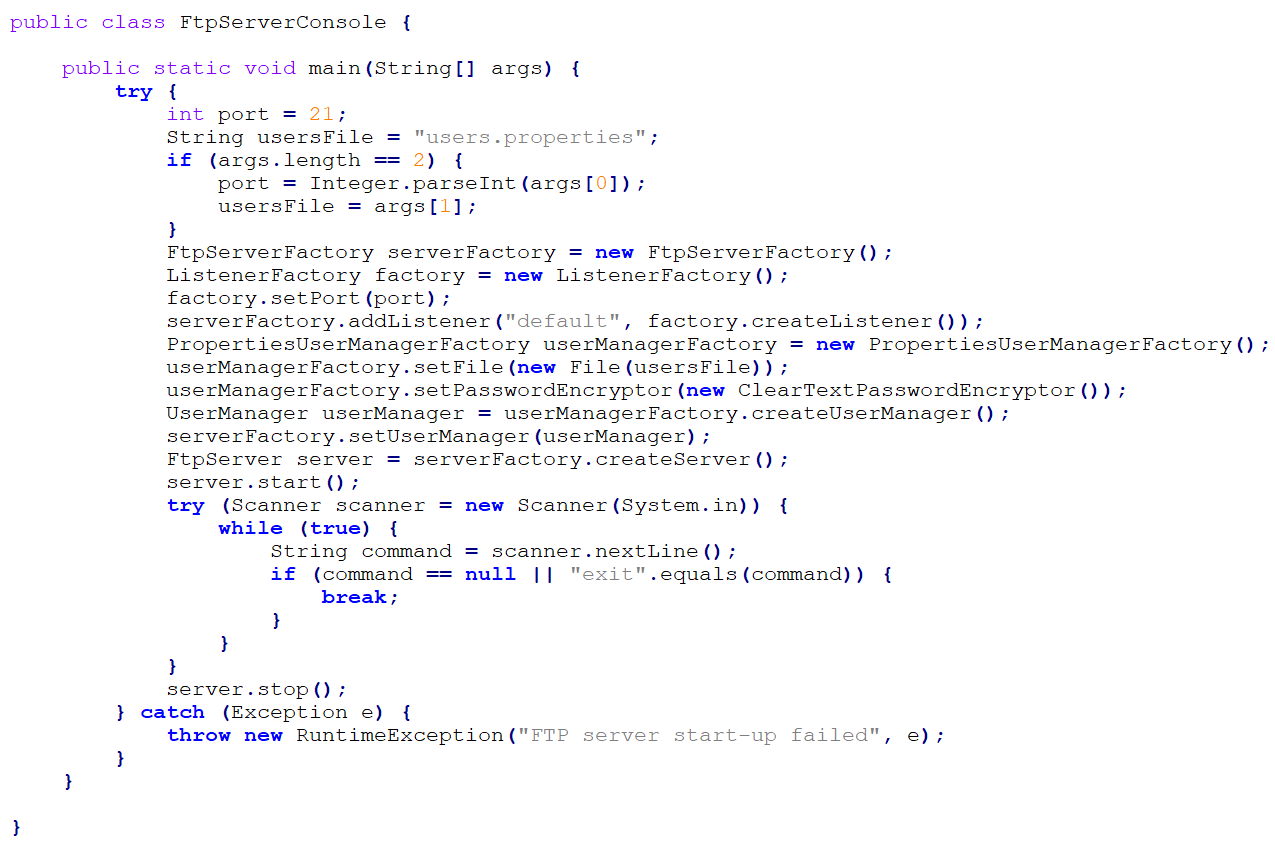 public class FtpServerConsole {
    public static void main(String[] args) {
        try {
            int port = 21;
            String usersFile = "users.properties";
            if (args.length == 2) {
                port = Integer.parseInt(args[0]);
                usersFile = args[1];
            }
            FtpServerFactory serverFactory = new FtpServerFactory();
            ListenerFactory factory = new ListenerFactory();
            factory.setPort(port);
            serverFactory.addListener("default", factory.createListener());
            PropertiesUserManagerFactory userManagerFactory = new PropertiesUserManagerFactory();
            userManagerFactory.setFile(new File(usersFile));
            userManagerFactory.setPasswordEncryptor(new ClearTextPasswordEncryptor());
            UserManager userManager = userManagerFactory.createUserManager();
            serverFactory.setUserManager(userManager);
            FtpServer server = serverFactory.createServer();
            server.start();
            try (Scanner scanner = new Scanner(System.in)) {
                while (true) {
                    String command = scanner.nextLine();
                    if (command == null || "exit".equals(command)) {
                        break;
                    }
                }
            }
            server.stop();
        } catch (Exception e) {
            throw new RuntimeException("FTP server start-up failed", e);
        }
    }
}